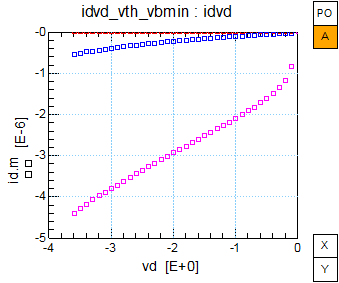 idvd_vth_vbmin : idvd
PO
A
-0
-1
-2
-3
-4
-5
id.m [E-6]
-4 -3 -2 -1 0
vd [E+0]
X
Y